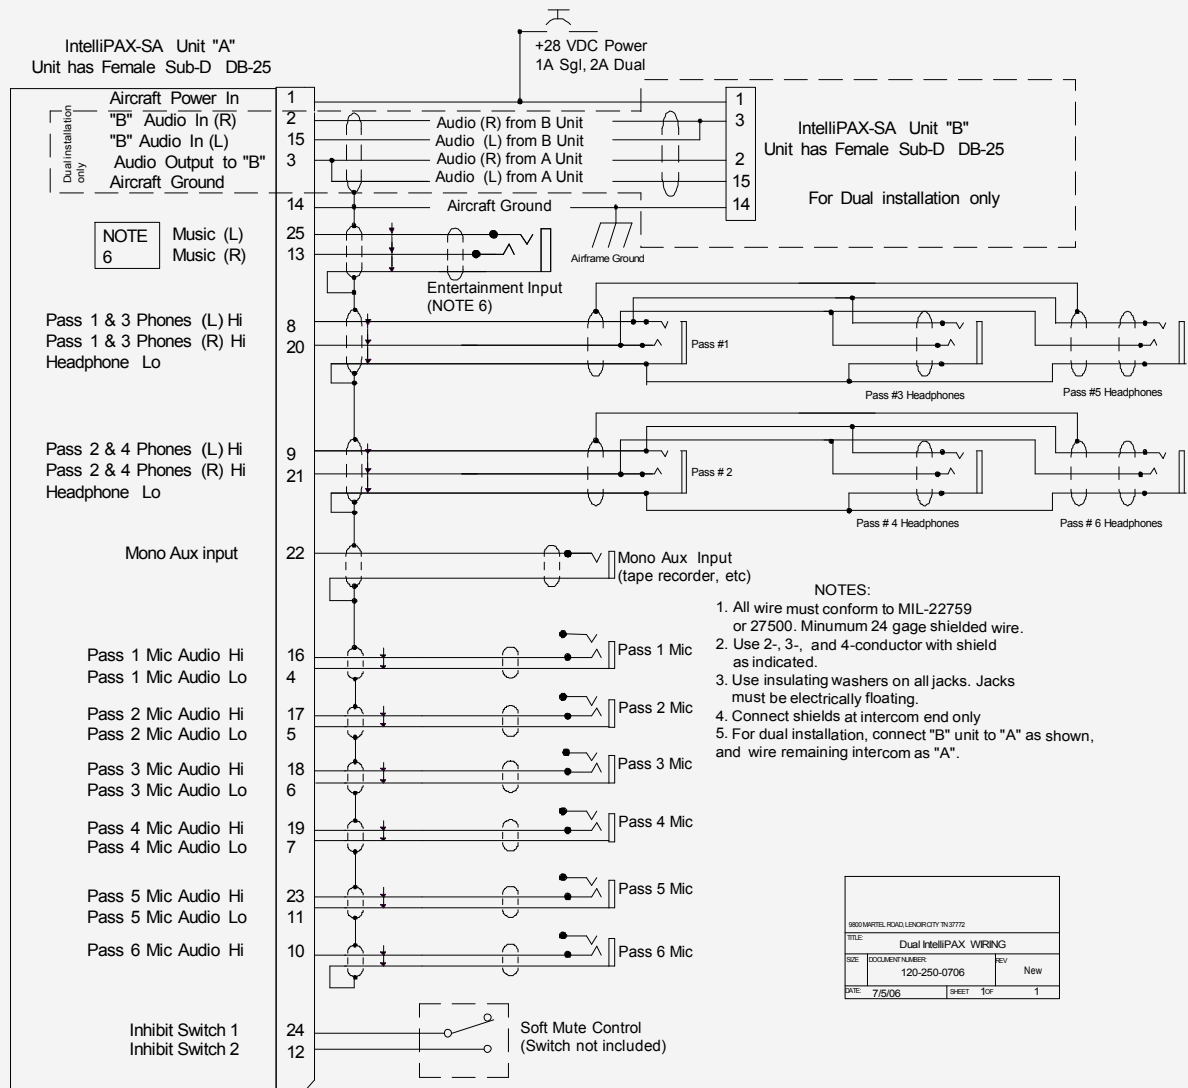 +28 VDC Power
1A Sgl, 2A Dual
IntelliPAX-SA Unit "A"
Unit has Female Sub-D DB-25
Dual installation
only
Aircraft Power In 1
"B" Audio In (R) 2
"B" Audio In (L) 15
Audio Output to "B" 3
Aircraft Ground
14
Audio (R) from B Unit
Audio (L) from B Unit
Audio (R) from A Unit
Audio (L) from A Unit
Aircraft Ground
1
3
2
15
14
IntelliPAX-SA Unit "B"
Unit has Female Sub-D DB-25
For Dual installation only
Airframe Ground
NOTE
6
Music (L) 25
Music (R) 13
Entertainment Input
(NOTE 6)
Pass 1 & 3 Phones (L) Hi 8
Pass 1 & 3 Phones (R) Hi 20
Headphone Lo
Pass #1
Pass #3 Headphones
Pass #5 Headphones
Pass 2 & 4 Phones (L) Hi 9
Pass 2 & 4 Phones (R) Hi 21
Headphone Lo
Pass # 2
Pass # 4 Headphones
Pass # 6 Headphones
Mono Aux input 22
Mono Aux Input
(tape recorder, etc)
Pass 1 Mic Audio Hi 16
Pass 1 Mic Audio Lo 4
Pass 1 Mic
Pass 2 Mic Audio Hi 17
Pass 2 Mic Audio Lo 5
Pass 2 Mic
Pass 3 Mic Audio Hi 18
Pass 3 Mic Audio Lo 6
Pass 3 Mic
Pass 4 Mic Audio Hi 19
Pass 4 Mic Audio Lo 7
Pass 4 Mic
Pass 5 Mic Audio Hi 23
Pass 5 Mic Audio Lo 11
Pass 5 Mic
Pass 6 Mic Audio Hi 10
Pass 6 Mic
Inhibit Switch 1 24
Inhibit Switch 2 12
Soft Mute Control
(Switch not included)
NOTES:
1. All wire must conform to MIL-22759
or 27500. Minumum 24 gage shielded wire.
2. Use 2-, 3-, and 4-conductor with shield
as indicated.
3. Use insulating washers on all jacks. Jacks
must be electrically floating.
4. Connect shields at intercom end only
5. For dual installation, connect "B" unit to "A" as shown,
and wire remaining intercom as "A".
9800 MARTEL ROAD, LENOIR CITY TN 37772
TITLE:
Dual IntelliPAX WIRING
SIZE DOCUMENT NUMBER: REV
120-250-0706 New
DATE: 7/5/06 SHEET 1 OF 1